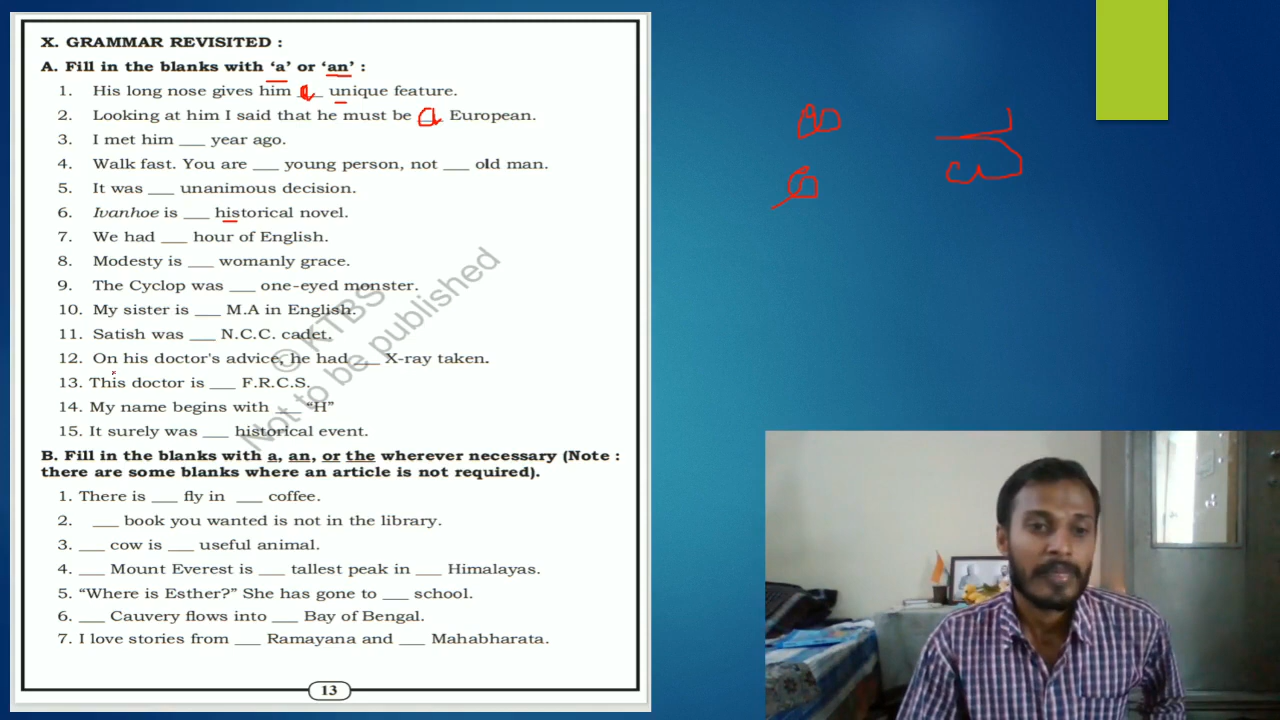 X. GRAMMAR REVISITED :
A. Fill in the blanks with ‘a’ or ‘an’ :
1. His long nose gives him a unique feature.
2. Looking at him I said that he must be a European.
3. I met him ___ year ago.
4. Walk fast. You are ___ young person, not ___ old man.
5. It was ___ unanimous decision.
6. Ivanhoe is ___ historical novel.
7. We had ___ hour of English.
8. Modesty is ___ womanly grace.
9. The Cyclop was ___ one-eyed monster.
10. My sister is ___ M.A in English.
11. Satish was ___ N.C.C. cadet.
12. On his doctor's advice, he had ___ X-ray taken.
13. This doctor is ___ F.R.C.S.
14. My name begins with ___ “H”
15. It surely was ___ historical event.
© KTBS
Not to be published
B. Fill in the blanks with a, an, or the wherever necessary (Note :
there are some blanks where an article is not required).
1. There is ___ fly in ___ coffee.
2. ___ book you wanted is not in the library.
3. ___ cow is ___ useful animal.
4. ___ Mount Everest is ___ tallest peak in ___ Himalayas.
5. “Where is Esther?” She has gone to ___ school.
6. ___ Cauvery flows into ___ Bay of Bengal.
7. I love stories from ___ Ramayana and ___ Mahabharata.
13